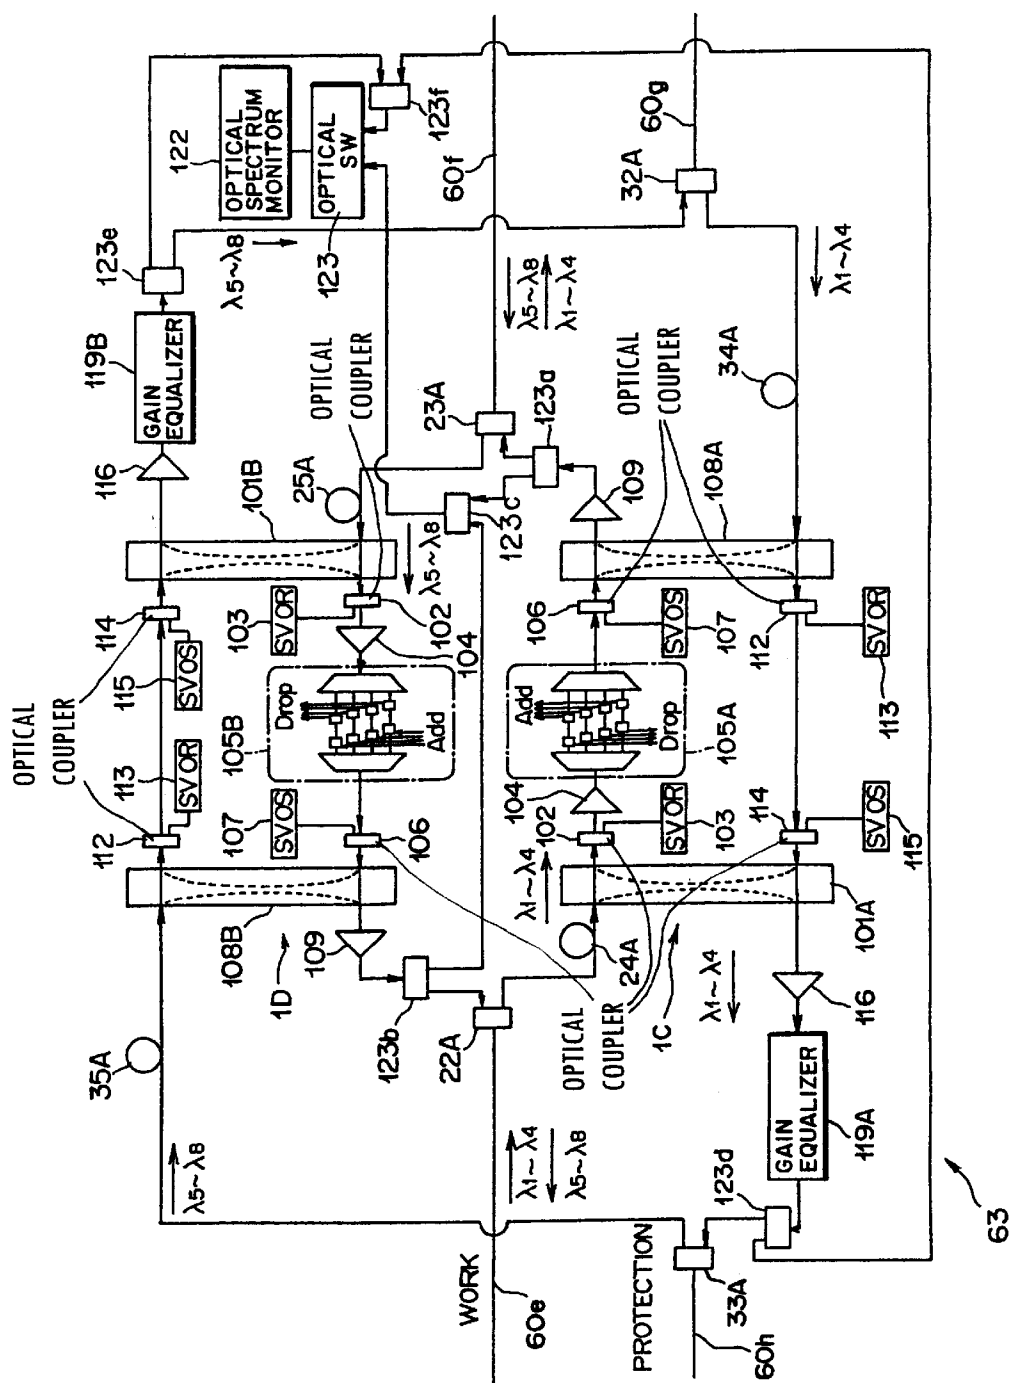 35A
λ5~λ8
108B
112
OPTICAL
COUPLER
113
SVOR
114
115
SVOS
101B
116
119B
GAIN
EQUALIZER
123e
λ5~λ8
122
OPTICAL
SPECTRUM
MONITOR
OPTICAL
SW
123
123f
1D
109
123b
22A
107
SVOS
106
105B
Drop
Add
103
SVOR
102
104
25A
OPTICAL
COUPLER
λ5~λ8
123c
23A
123a
λ5~λ8
λ1~λ4
60f
60g
32A
WORK
60e
λ1~λ4
λ5~λ8
OPTICAL
COUPLER
24A
λ1~λ4
102
104
SVOR
103
Add
Drop
105A
106
SVOS
107
109
OPTICAL
COUPLER
108A
34A
λ1~λ4
PROTECTION
60h
33A
123d
GAIN
EQUALIZER
119A
116
λ1~λ4
1C
101A
114
SVOS
115
112
SVOR
113
63